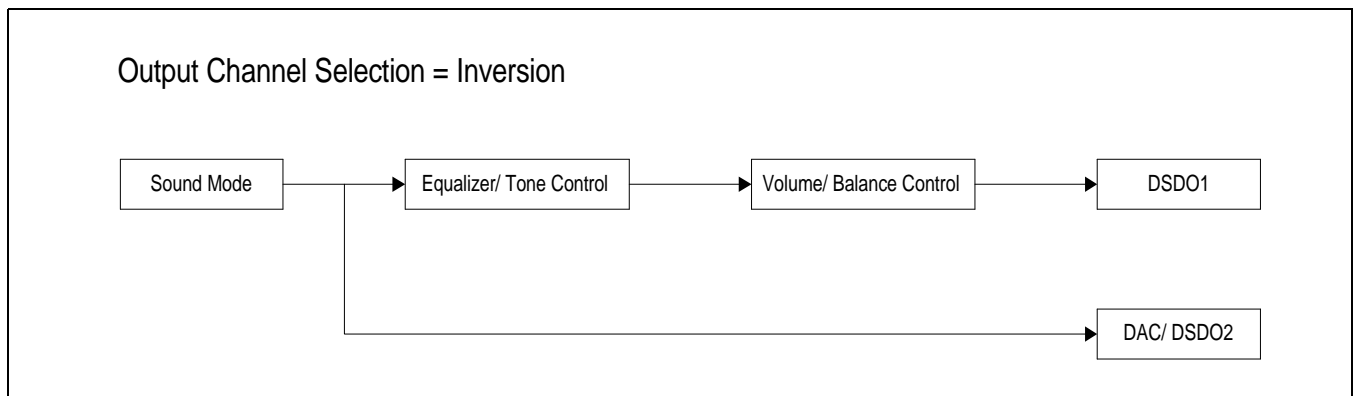 Output Channel Selection = Inversion
Sound Mode
Equalizer/ Tone Control
Volume/ Balance Control
DSDO1
DAC/ DSDO2